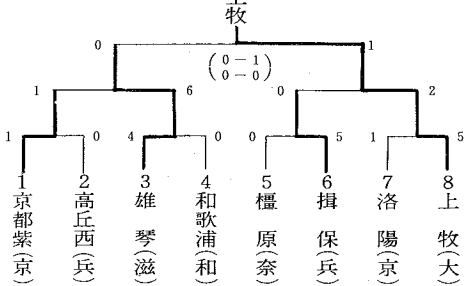 上牧
0 1
(0-1
0-0)
1 6 0 2
1 0 4 0 0 5 1 5
1 2 3 4 5 6 7 8
京都紫(京)
高丘西(兵)
雄琴(滋)
和歌浦(和)
橿原(奈)
揖保(兵)
洛陽(京)
上牧(大)